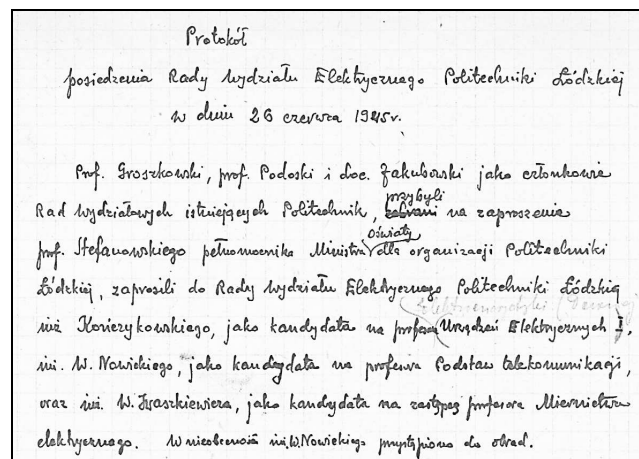 Protokół
posiedzenia Rady Wydziału Elektrycznego Politechniki Łódzkiej
w dniu 26 czerwca 1945r.
Prof. Groszkowski, prof. Podoski i doc. Jakubowski jako członkowie
Rad Wydziałowych istniejących Politechnik, zebrani przybyli na zaproszenie
prof. Stefanowskiego pełnomocnika Ministra Oświaty dla organizacji Politechniki
Łódzkiej, zaprosili do Rady Wydziału Elektrycznego Politechniki Łódzkiej
inż Konczykowskiego, jako kandydata na profesora Urządzeń Elektrycznych I,
inż. W. Nowickiego, jako kandydata na profesora Podstaw telekomunikacji,
oraz inż. W. Iwaszkiewicza, jako kandydata na zastępcę profesora Miernictwa
elektrycznego. W nieobecności inż. W. Nowickiego przystąpiono do obrad.